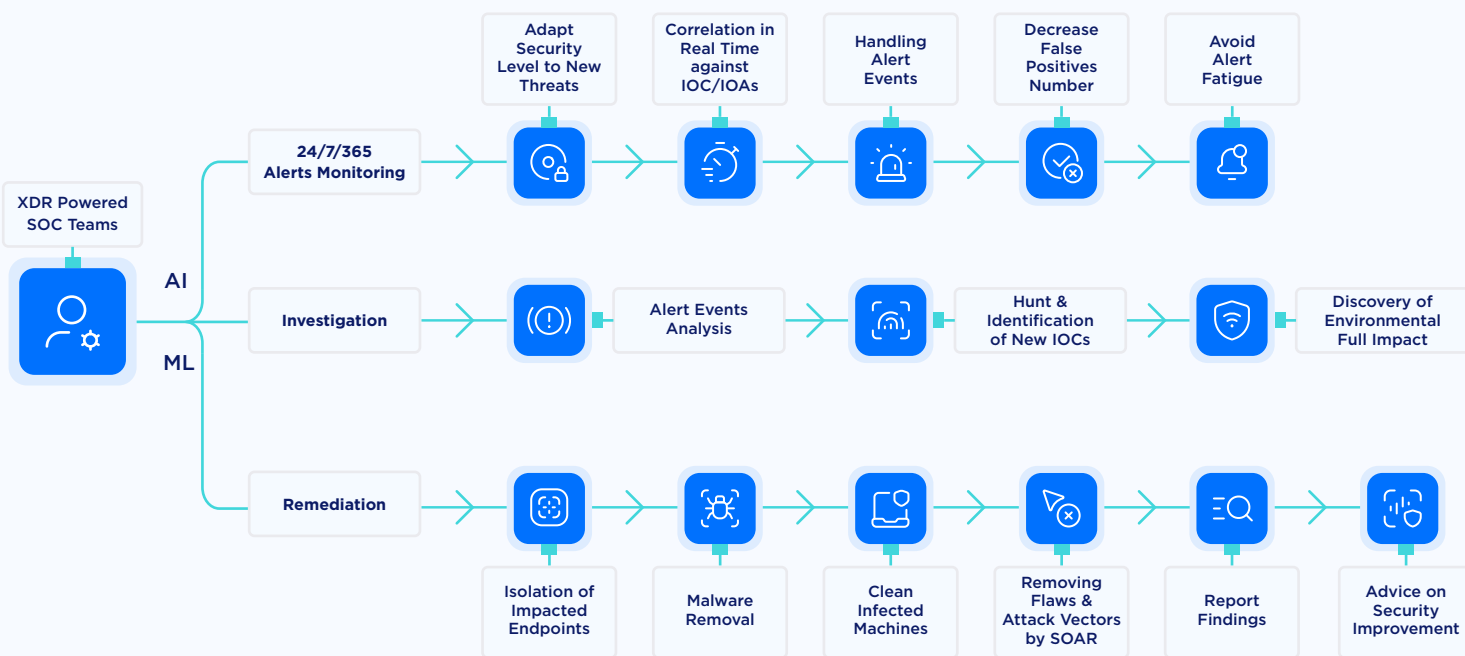 XDR Powered
SOC Teams
AI
ML
24/7/365
Alerts Monitoring
Adapt
Security
Level to New
Threats
Correlation in
Real Time
against
IOC/IOAs
Handling
Alert
Events
Decrease
False
Positives
Number
Avoid
Alert
Fatigue
Investigation
Alert Events
Analysis
Hunt &
Identification
of New IOCs
Discovery of
Environmental
Full Impact
Remediation
Isolation of
Impacted
Endpoints
Malware
Removal
Clean
Infected
Machines
Removing
Flaws &
Attack Vectors
by SOAR
Report
Findings
Advice on
Security
Improvement